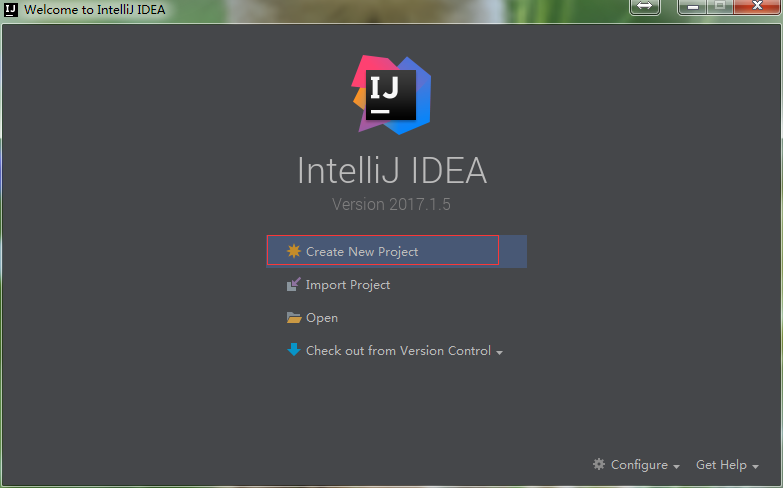 Welcome to IntelliJ IDEA
IJ
IntelliJ IDEA
Version 2017.1.5
Create New Project
Import Project
Open
Check out from Version Control
Configure
Get Help